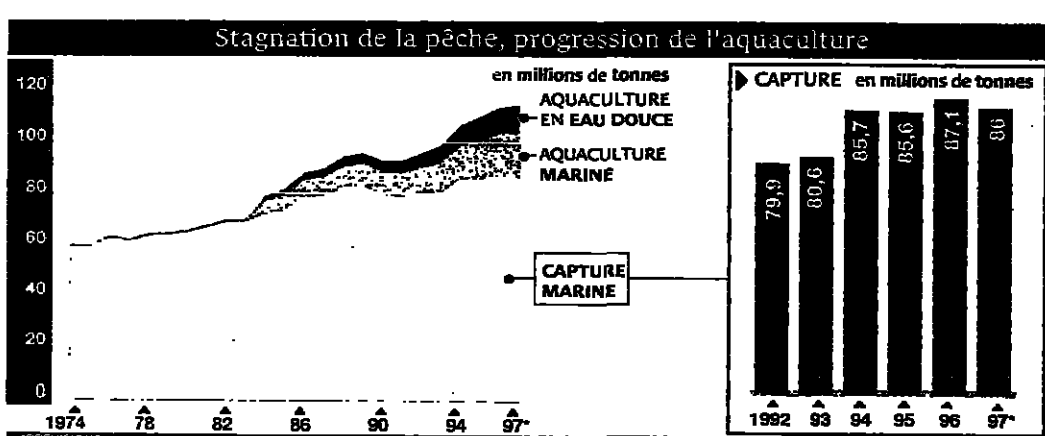 Stagnation de la pêche, progression de l'aquaculture
en millions de tonnes
120
100
80
60
40
20
0
AQUACULTURE
EN EAU DOUCE
AQUACULTURE
MARINE
CAPTURE
MARINE
1974 78 82 86 90 94 97*
CAPTURE en millions de tonnes
79,9 80,6 85,7 85,6 87,1 86
1992 93 94 95 96 97*